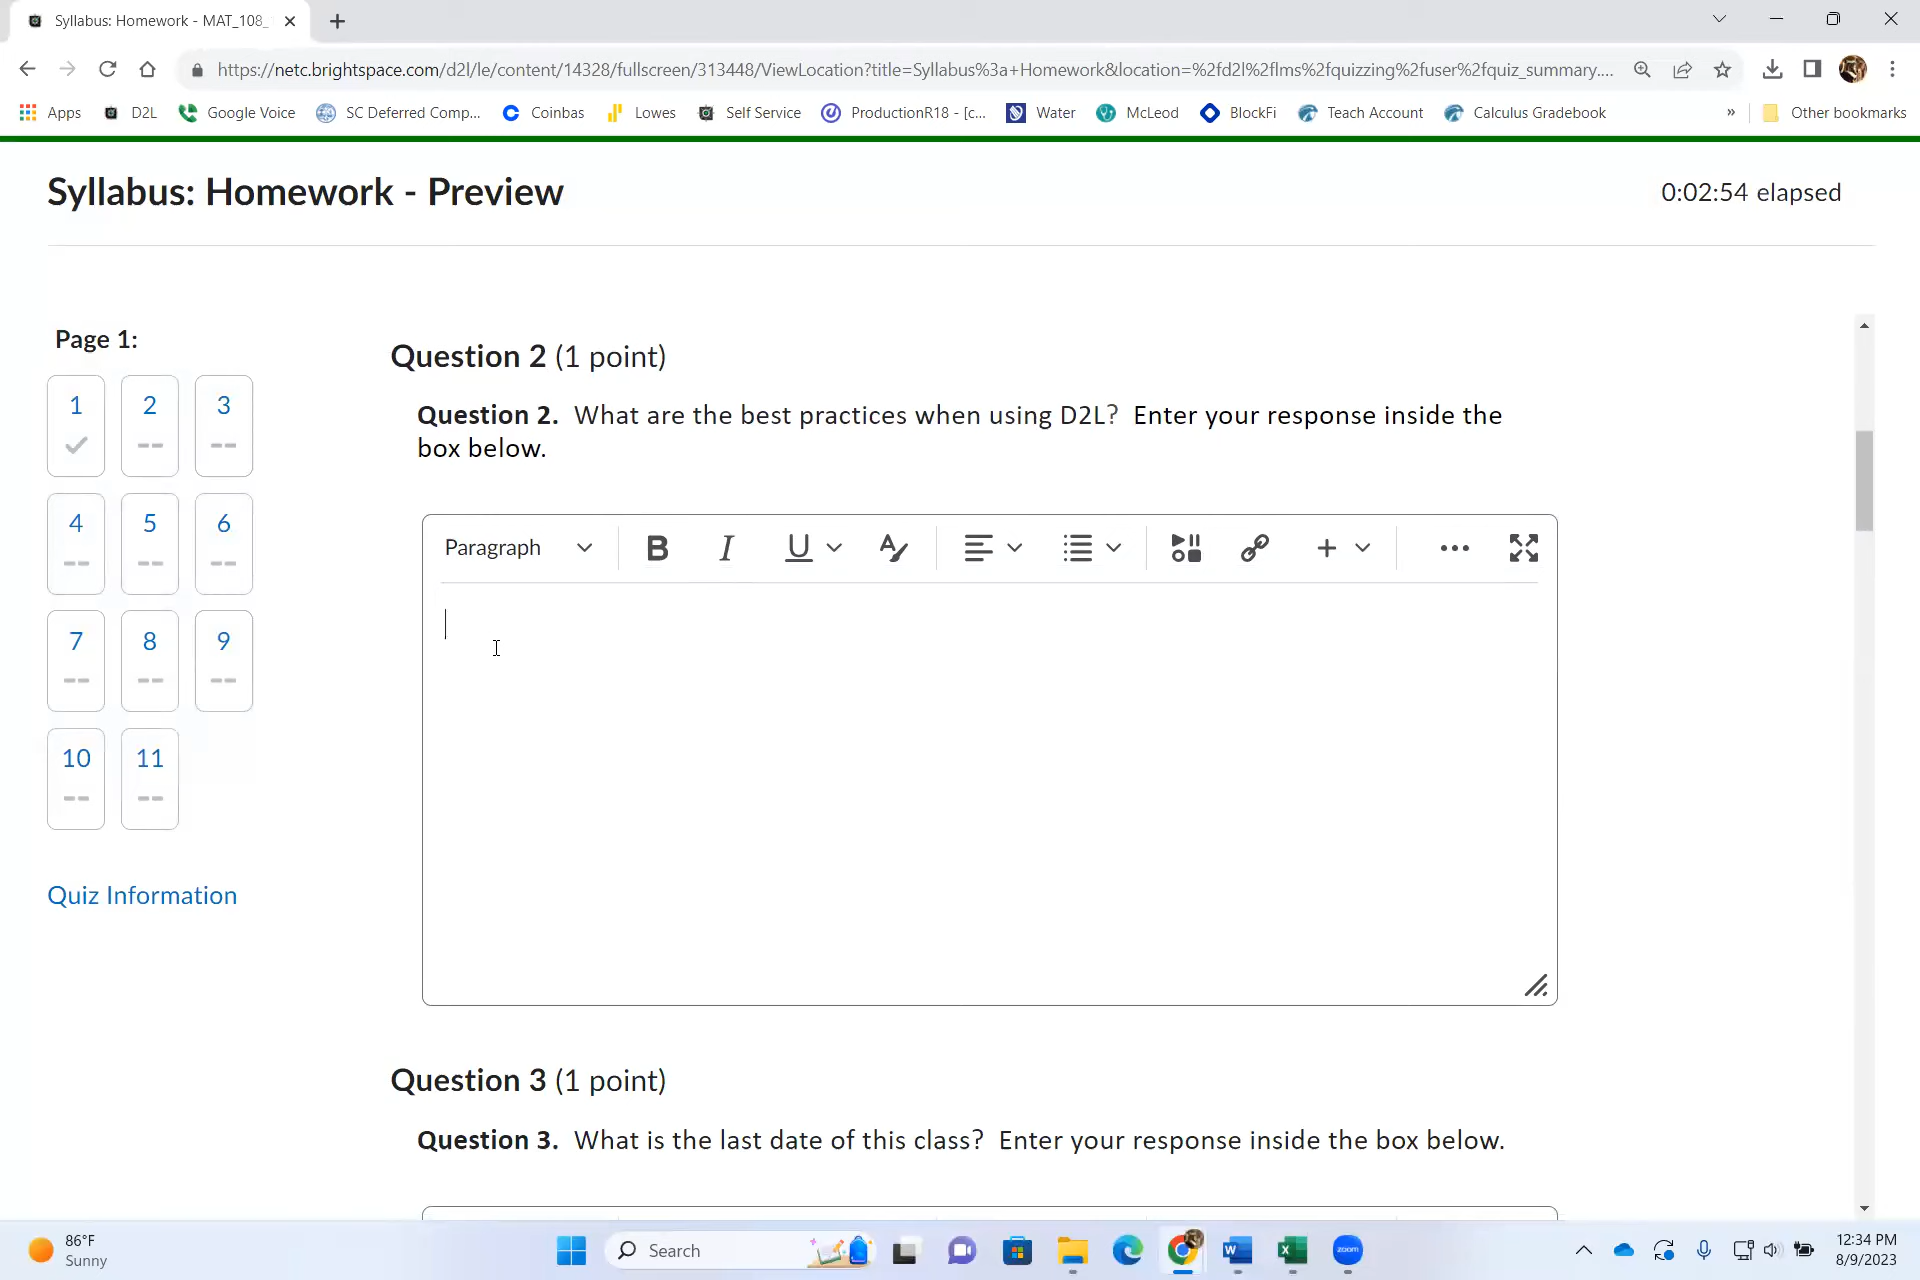 Syllabus: Homework - MAT_108_
https://netc.brightspace.com/d2l/le/content/14328/fullscreen/313448/ViewLocation?title=Syllabus%3a+Homework&location=%2fd2l%2flms%2fquizzing%2fuser%2fquiz_summary....
Apps D2L Google Voice SC Deferred Comp... Coinbas Lowes Self Service ProductionR18 - [c... Water McLeod BlockFi Teach Account Calculus Gradebook » Other bookmarks
Syllabus: Homework - Preview
0:02:54 elapsed
Page 1:
1 2 3
-- --
4 5 6
-- -- --
7 8 9
-- -- --
10 11
-- --
Quiz Information
Question 2 (1 point)
Question 2. What are the best practices when using D2L? Enter your response inside the
box below.
Paragraph B I U A
Question 3 (1 point)
Question 3. What is the last date of this class? Enter your response inside the box below.
86°F
Sunny
Search
zoom
12:34 PM
8/9/2023